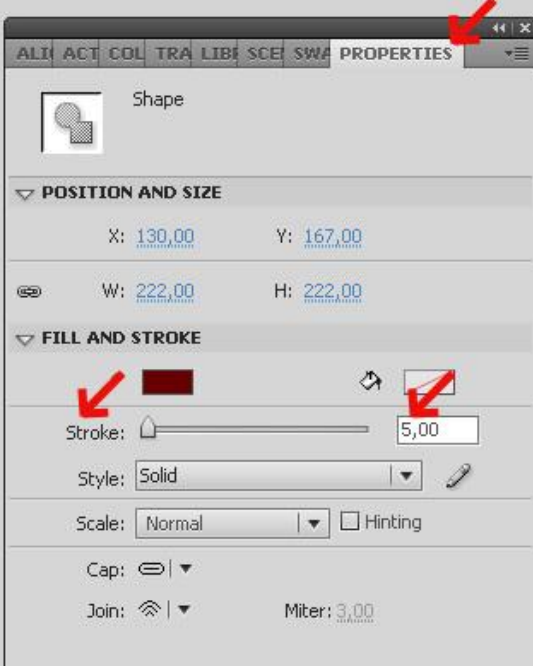 ALI ACT COL TRA LIB SCE SWA PROPERTIES
Shape
POSITION AND SIZE
X: 130,00 Y: 167,00
W: 222,00 H: 222,00
FILL AND STROKE
Stroke: 5,00
Style: Solid
Scale: Normal Hinting
Cap:
Join: Miter: 3,00